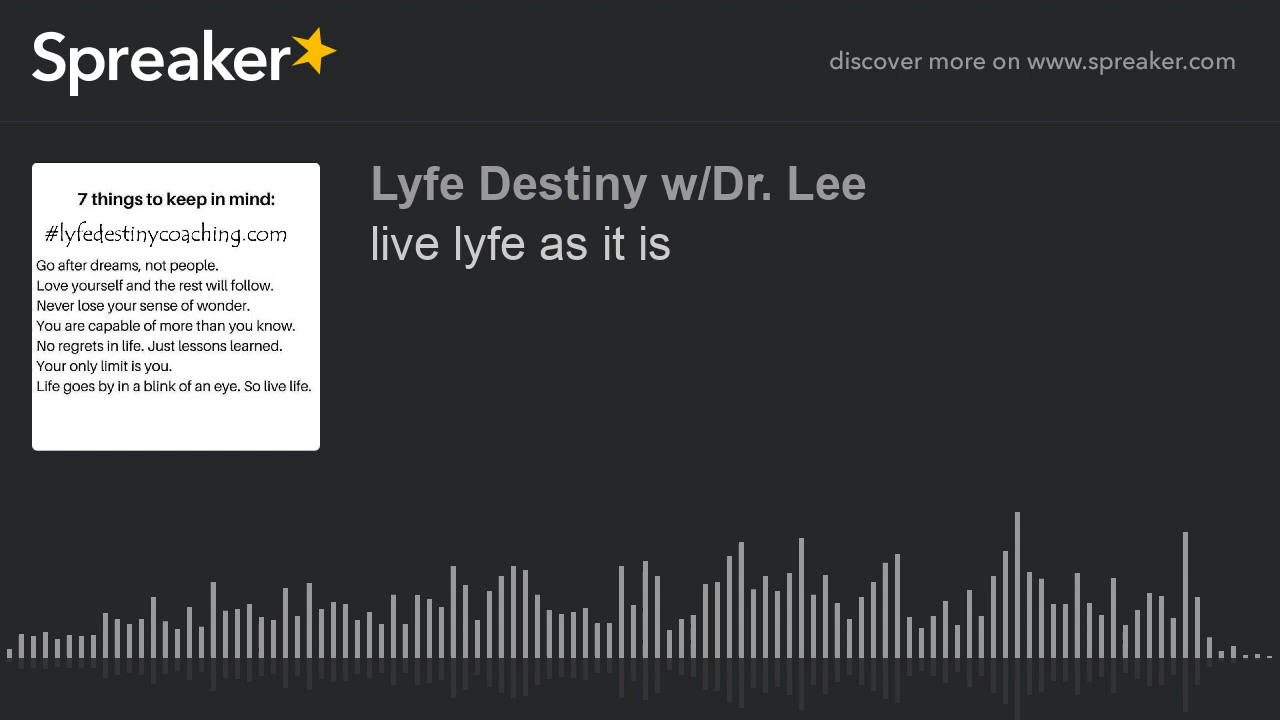 Spreaker
discover more on www.spreaker.com
7 things to keep in mind:
#lyfedestinycoaching.com
Go after dreams, not people.
Love yourself and the rest will follow.
Never lose your sense of wonder.
You are capable of more than you know.
No regrets in life. Just lessons learned.
Your only limit is you.
Life goes by in a blink of an eye. So live life.
Lyfe Destiny w/Dr. Lee
live lyfe as it is